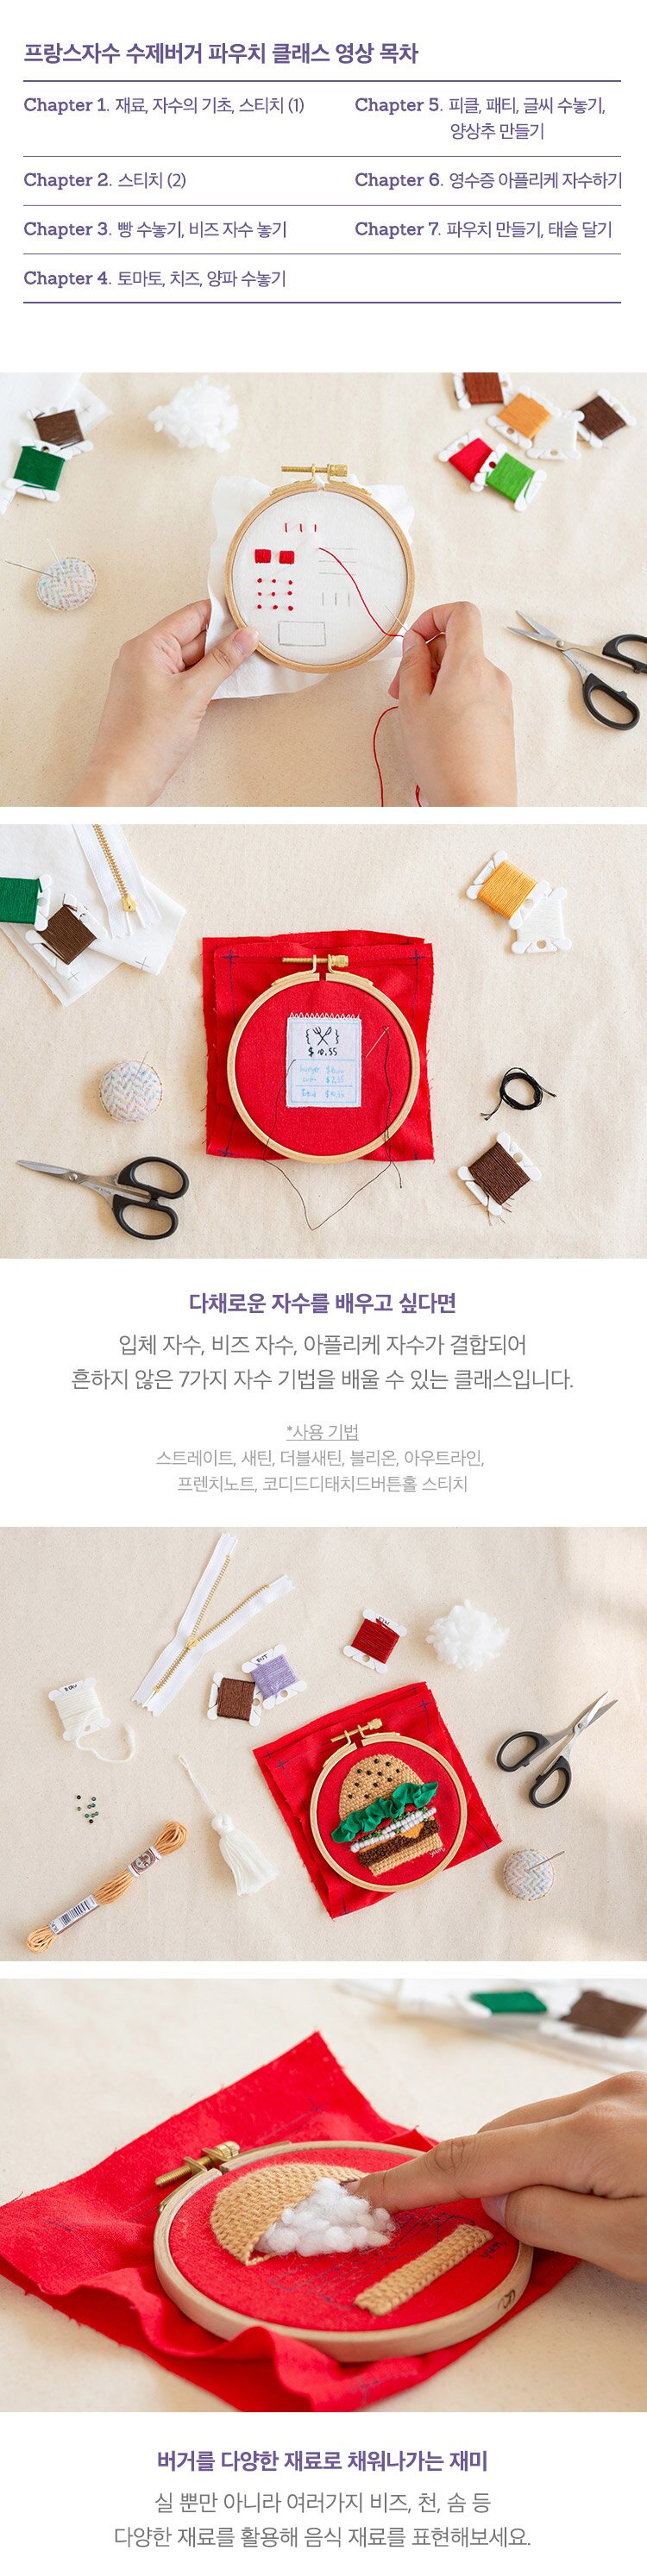 프랑스자수 수제버거 파우치 클래스 영상 목차
Chapter 1. 재료, 자수의 기초, 스티치 (1)
Chapter 2. 스티치 (2)
Chapter 3. 빵 수놓기, 비즈 자수 놓기
Chapter 4. 토마토, 치즈, 양파 수놓기
Chapter 5. 피클, 패티, 글씨 수놓기,
양상추 만들기
Chapter 6. 영수증 아플리케 자수하기
Chapter 7. 파우치 만들기, 태슬 달기
다채로운 자수를 배우고 싶다면
입체 자수, 비즈 자수, 아플리케 자수가 결합되어
흔하지 않은 7가지 자수 기법을 배울 수 있는 클래스입니다.
*사용 기법
스트레이트, 새틴, 더블새틴, 블리온, 아우트라인,
프렌치노트, 코디드디태치드버튼홀 스티치
버거를 다양한 재료로 채워나가는 재미
실 뿐만 아니라 여러가지 비즈, 천, 솜 등
다양한 재료를 활용해 음식 재료를 표현해보세요.